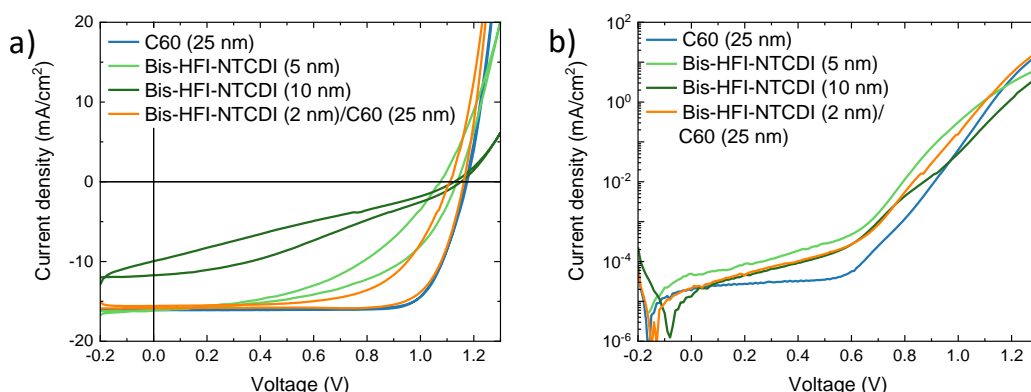 a)
20
10
0
-10
-20
Current density (mA/cm2)
C60 (25 nm)
Bis-HFI-NTCDI (5 nm)
Bis-HFI-NTCDI (10 nm)
Bis-HFI-NTCDI (2 nm)/C60 (25 nm)
-0.2 0.0 0.2 0.4 0.6 0.8 1.0 1.2
Voltage (V)
b)
10^2
10^0
10^-2
10^-4
10^-6
Current density (mA/cm2)
C60 (25 nm)
Bis-HFI-NTCDI (5 nm)
Bis-HFI-NTCDI (10 nm)
Bis-HFI-NTCDI (2 nm)/
C60 (25 nm)
-0.2 0.0 0.2 0.4 0.6 0.8 1.0 1.2
Voltage (V)